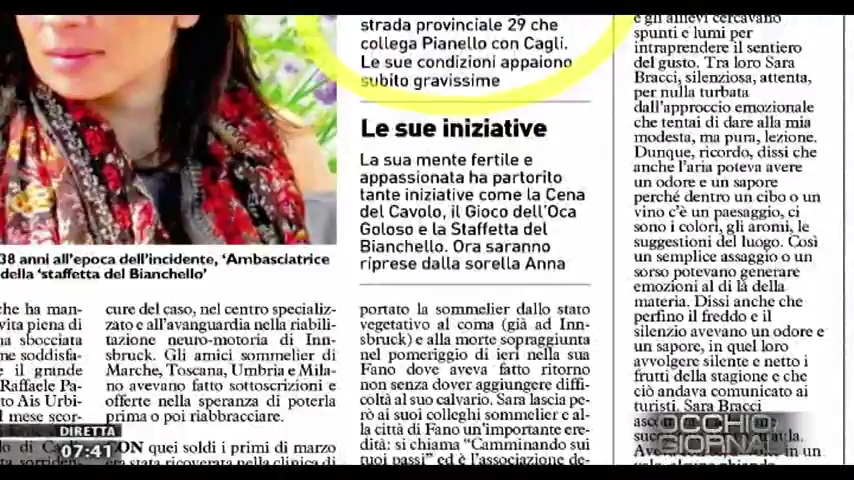 38 anni all'epoca dell'incidente, 'Ambasciatrice
della 'staffetta del Bianchello'
che ha man-
vita piena di
sbocciata
ne soddisfa-
e il grande
Raffaele Pa-
to Ais Urbi-
l mese scor-
cure del caso, nel centro specializ-
zato e all'avanguardia nella riabili-
tazione neuro-motoria di Inn-
sbruck. Gli amici sommelier di
Marche, Toscana, Umbria e Mila-
no avevano fatto sottoscrizioni e
offerte nella speranza di poterla
prima o poi riabbracciare.
CON quei soldi i primi di marzo
era stata ricoverata nella clinica di
strada provinciale 29 che
collega Pianello con Cagli.
Le sue condizioni appaiono
subito gravissime
Le sue iniziative
La sua mente fertile e
appassionata ha partorito
tante iniziative come la Cena
del Cavolo, il Gioco dell'Oca
Goloso e la Staffetta del
Bianchello. Ora saranno
riprese dalla sorella Anna
portato la sommelier dallo stato
vegetativo al coma (già ad Inn-
sbruck) e alla morte sopraggiunta
nel pomeriggio di ieri nella sua
Fano dove aveva fatto ritorno
non senza dover aggiungere diffi-
coltà al suo calvario. Sara lascia pe-
rò ai suoi colleghi sommelier e al-
la città di Fano un'importante ere-
dità: si chiama "Camminando sui
tuoi passi" ed è l'associazione de-
e gli allievi cercavano
spunti e lumi per
intraprendere il sentiero
del gusto. Tra loro Sara
Bracci, silenziosa, attenta,
per nulla turbata
dall'approccio emozionale
che tentai di dare alla mia
modesta, ma pura, lezione.
Dunque, ricordo, dissi che
anche l'aria poteva avere
un odore e un sapore
perché dentro un cibo o un
vino c'è un paesaggio, ci
sono i colori, gli aromi, le
suggestioni del luogo. Così
un semplice assaggio o un
sorso potevano generare
emozioni al di là della
materia. Dissi anche che
perfino il freddo e il
silenzio avevano un odore e
un sapore, in quel loro
avvolgere silente e netto i
frutti della stagione e che
ciò andava comunicato ai
turisti. Sara Bracci
DIRETTA
07:41
OCCHIO
GIORNA